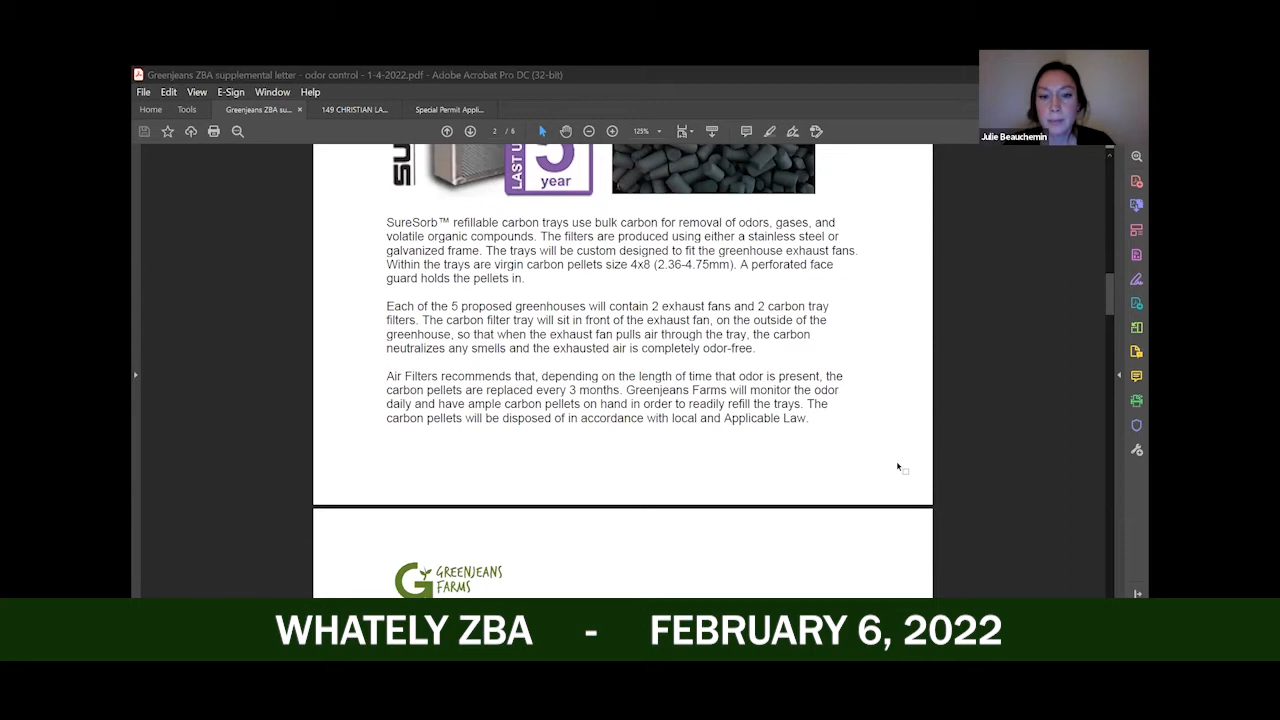 Greenjeans ZBA supplemental letter - odor control - 1-4-2022.pdf - Adobe Acrobat Pro DC (32-bit)
File Edit View E-Sign Window Help
Home Tools Greenjeans ZBA su... × 149 CHRISTIAN LA... Special Permit Appli...
2 / 6 125%
Julie Beauchemin
SU
LAST U
5
year
SureSorb™ refillable carbon trays use bulk carbon for removal of odors, gases, and
volatile organic compounds. The filters are produced using either a stainless steel or
galvanized frame. The trays will be custom designed to fit the greenhouse exhaust fans.
Within the trays are virgin carbon pellets size 4x8 (2.36-4.75mm). A perforated face
guard holds the pellets in.
Each of the 5 proposed greenhouses will contain 2 exhaust fans and 2 carbon tray
filters. The carbon filter tray will sit in front of the exhaust fan, on the outside of the
greenhouse, so that when the exhaust fan pulls air through the tray, the carbon
neutralizes any smells and the exhausted air is completely odor-free.
Air Filters recommends that, depending on the length of time that odor is present, the
carbon pellets are replaced every 3 months. Greenjeans Farms will monitor the odor
daily and have ample carbon pellets on hand in order to readily refill the trays. The
carbon pellets will be disposed of in accordance with local and Applicable Law.
G GREENJEANS
FARMS
WHATELY ZBA - FEBRUARY 6, 2022